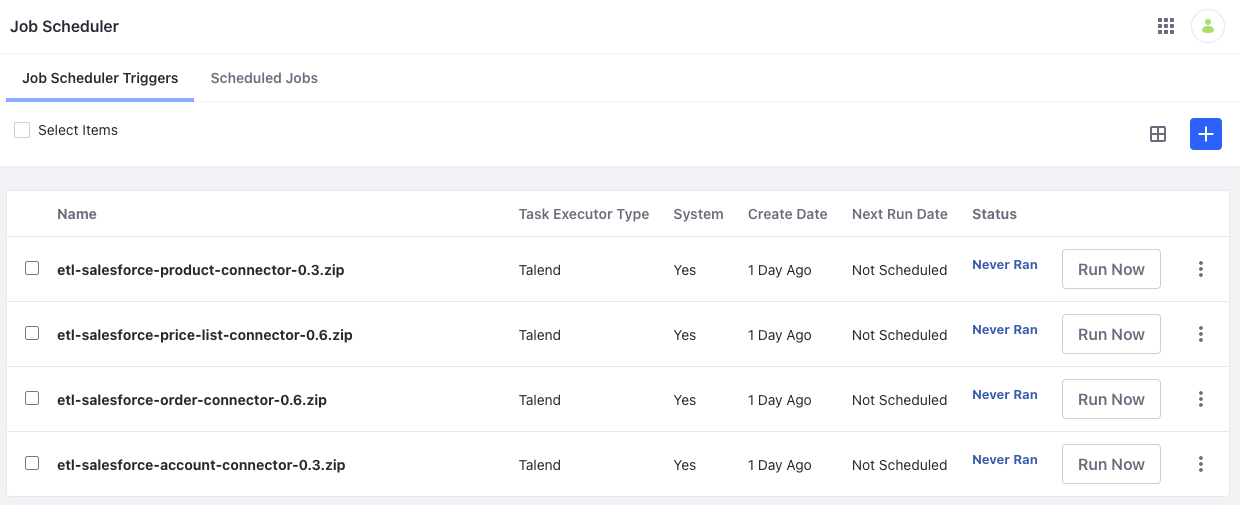 Job Scheduler
Job Scheduler Triggers Scheduled Jobs
Select Items
Name Task Executor Type System Create Date Next Run Date Status
etl-salesforce-product-connector-0.3.zip Talend Yes 1 Day Ago Not Scheduled Never Ran Run Now
etl-salesforce-price-list-connector-0.6.zip Talend Yes 1 Day Ago Not Scheduled Never Ran Run Now
etl-salesforce-order-connector-0.6.zip Talend Yes 1 Day Ago Not Scheduled Never Ran Run Now
etl-salesforce-account-connector-0.3.zip Talend Yes 1 Day Ago Not Scheduled Never Ran Run Now